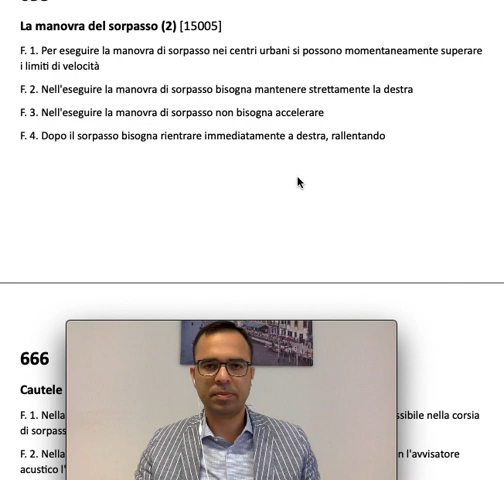 La manovra del sorpasso (2) [15005]
F. 1. Per eseguire la manovra di sorpasso nei centri urbani si possono momentaneamente superare
i limiti di velocità
F. 2. Nell'eseguire la manovra di sorpasso bisogna mantenere strettamente la destra
F. 3. Nell'eseguire la manovra di sorpasso non bisogna accelerare
F. 4. Dopo il sorpasso bisogna rientrare immediatamente a destra, rallentando
666
Cautele
F. 1. Nella ssibile nella corsia
di sorpass
F. 2. Nella n l'avvisatore
acustico l'